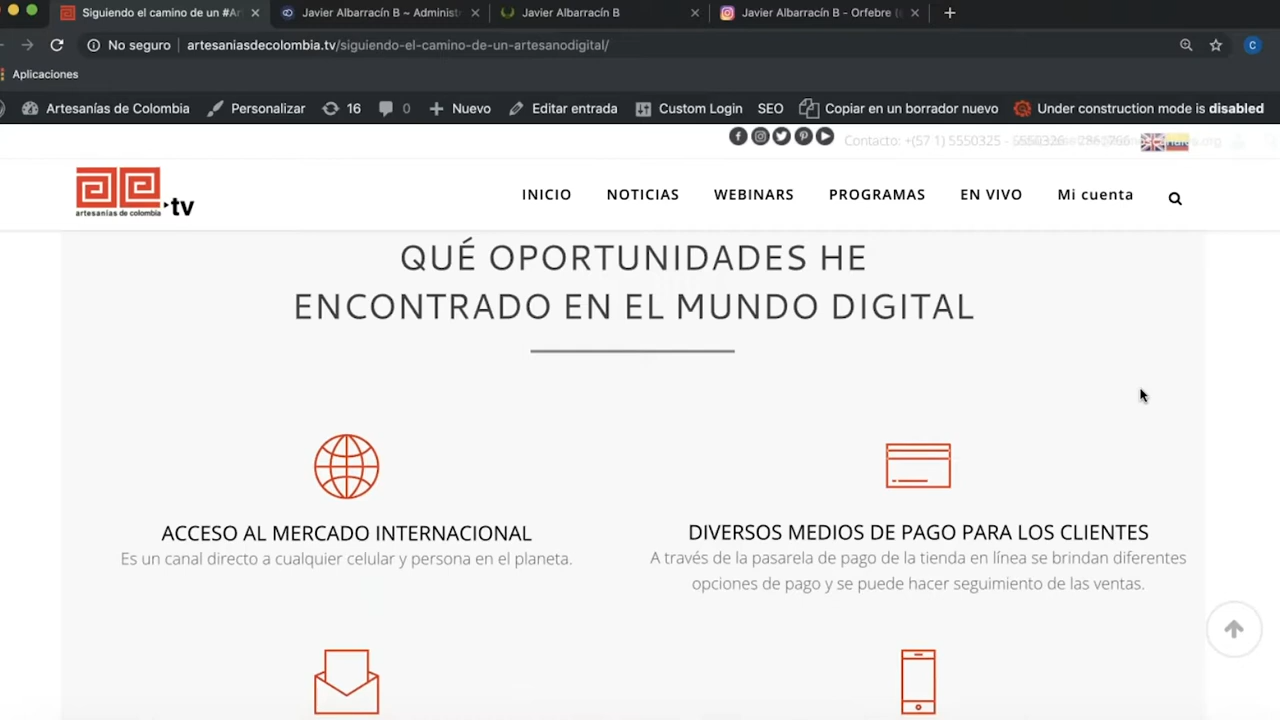 Siguiendo el camino de un #Ar
Javier Albarracín B ~ Administ
Javier Albarracín B
Javier Albarracín B - Orfebre (
No seguro
artesaniasdecolombia.tv/siguiendo-el-camino-de-un-artesanodigital/
C
Aplicaciones
Artesanías de Colombia
Personalizar
16
0
Nuevo
Editar entrada
Custom Login
SEO
Copiar en un borrador nuevo
Under construction mode is disabled
Contacto: +(57 1) 5550325 -
artesanías de colombia
tv
INICIO
NOTICIAS
WEBINARS
PROGRAMAS
EN VIVO
Mi cuenta
QUÉ OPORTUNIDADES HE
ENCONTRADO EN EL MUNDO DIGITAL
ACCESO AL MERCADO INTERNACIONAL
Es un canal directo a cualquier celular y persona en el planeta.
DIVERSOS MEDIOS DE PAGO PARA LOS CLIENTES
A través de la pasarela de pago de la tienda en línea se brindan diferentes
opciones de pago y se puede hacer seguimiento de las ventas.